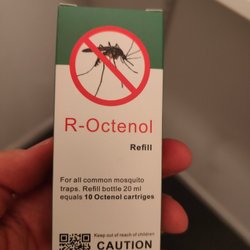 R-Octenol
Refill
For all common mosquito
traps. Refill bottle 20 ml
equals 10 Octenol cartriges
Keep out of reach of children
CAUTION